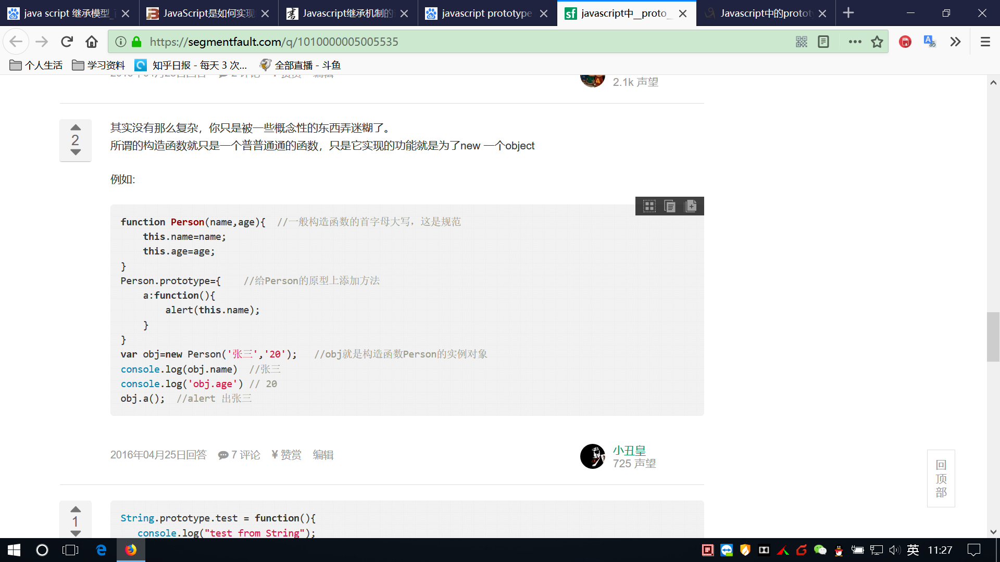 java script 继承模型_
JavaScript是如何实现
Javascript继承机制的
javascript prototype
javascript中__proto_
Javascript中的protot
https://segmentfault.com/q/1010000005005535
个人生活
学习资料
知乎日报 - 每天 3 次...
全部直播 - 斗鱼
2.1k 声望
2
其实没有那么复杂，你只是被一些概念性的东西弄迷糊了。
所谓的构造函数就只是一个普普通通的函数，只是它实现的功能就是为了new 一个object
例如:
function Person(name,age){  //一般构造函数的首字母大写，这是规范
    this.name=name;
    this.age=age;
}
Person.prototype={    //给Person的原型上添加方法
    a:function(){
        alert(this.name);
    }
}
var obj=new Person('张三','20');   //obj就是构造函数Person的实例对象
console.log(obj.name)  //张三
console.log('obj.age') // 20
obj.a();  //alert 出张三
2016年04月25日回答
7 评论
¥ 赞赏
编辑
小丑皇
725 声望
回
顶
部
1
String.prototype.test = function(){
   console.log("test from String");
英
11:27